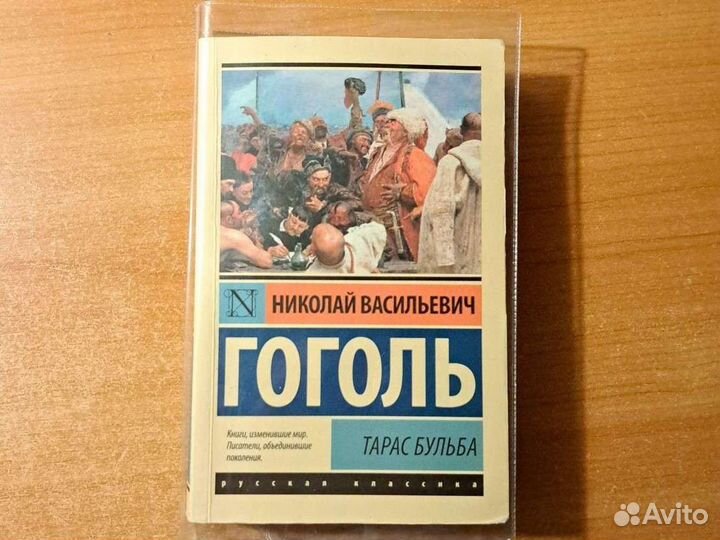 N
НИКОЛАЙ ВАСИЛЬЕВИЧ
ГОГОЛЬ
Книги, изменившие мир.
Писатели, объединившие
поколения.
ТАРАС БУЛЬБА
русская классика
Avito